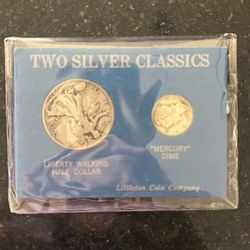 TWO SILVER CLASSICS
LIBERTY WALKING
HALF DOLLAR
"MERCURY"
DIME
Littleton Coin Company